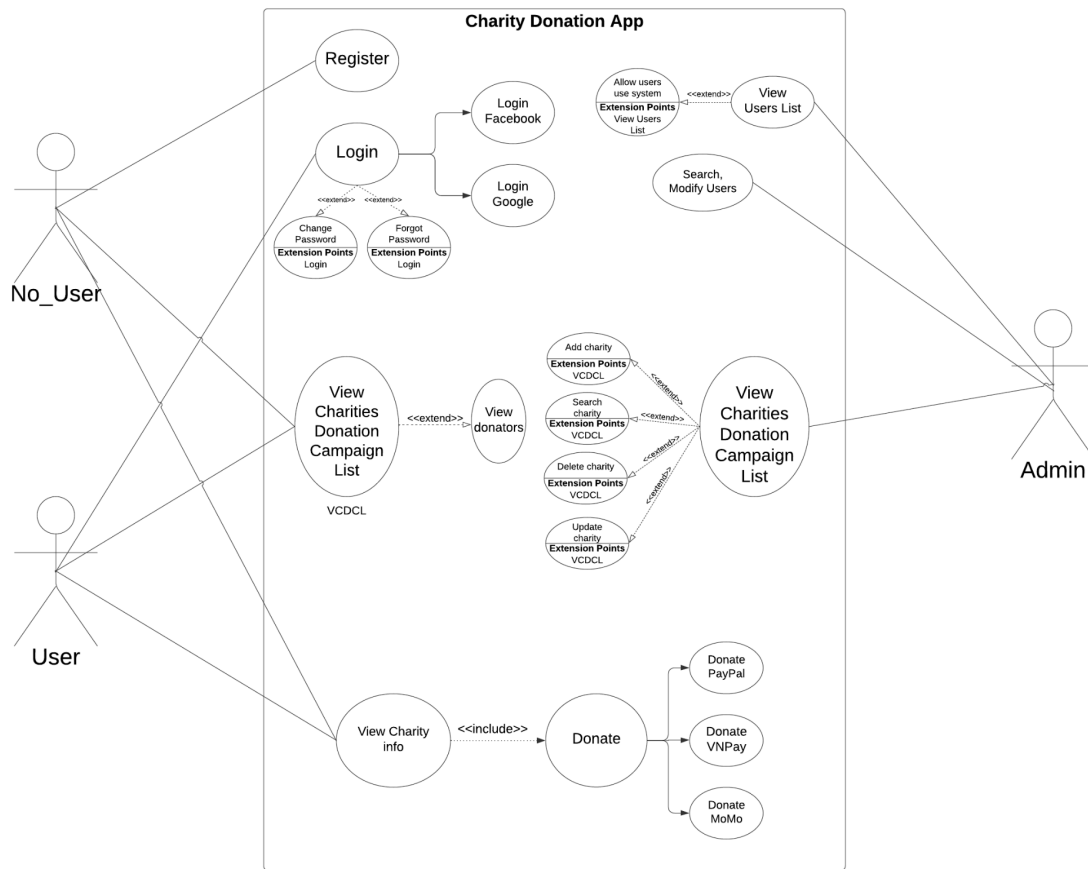 Charity Donation App
Register
Login
Login
Facebook
Login
Google
<<extend>>
<<extend>>
Change
Password
Extension Points
Login
Forgot
Password
Extension Points
Login
Allow users
use system
Extension Points
View Users
List
<<extend>>
View
Users List
Search,
Modify Users
No_User
View
Charities
Donation
Campaign
List
VCDCL
<<extend>>
View
donators
Add charity
Extension Points
VCDCL
Search
charity
Extension Points
VCDCL
Delete charity
Extension Points
VCDCL
Update
charity
Extension Points
VCDCL
<<extend>>
<<extend>>
<<extend>>
<<extend>>
View
Charities
Donation
Campaign
List
Admin
User
View Charity
info
<<include>>
Donate
Donate
PayPal
Donate
VNPay
Donate
MoMo